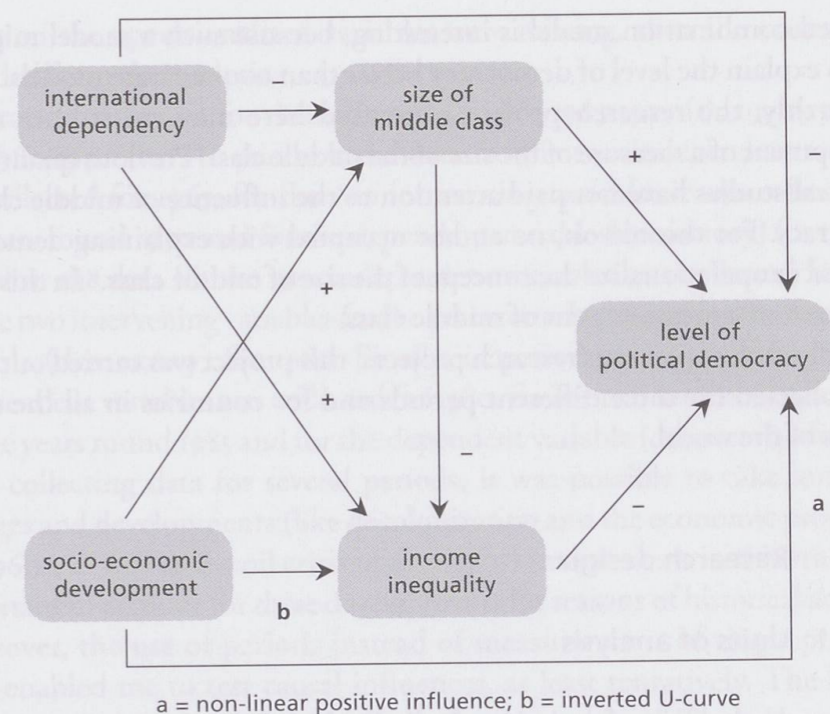 international
dependency
–
size of
middle class
+
–
+
level of
political democracy
+
–
–
a
socio-economic
development
b
income
inequality
a = non-linear positive influence; b = inverted U-curve